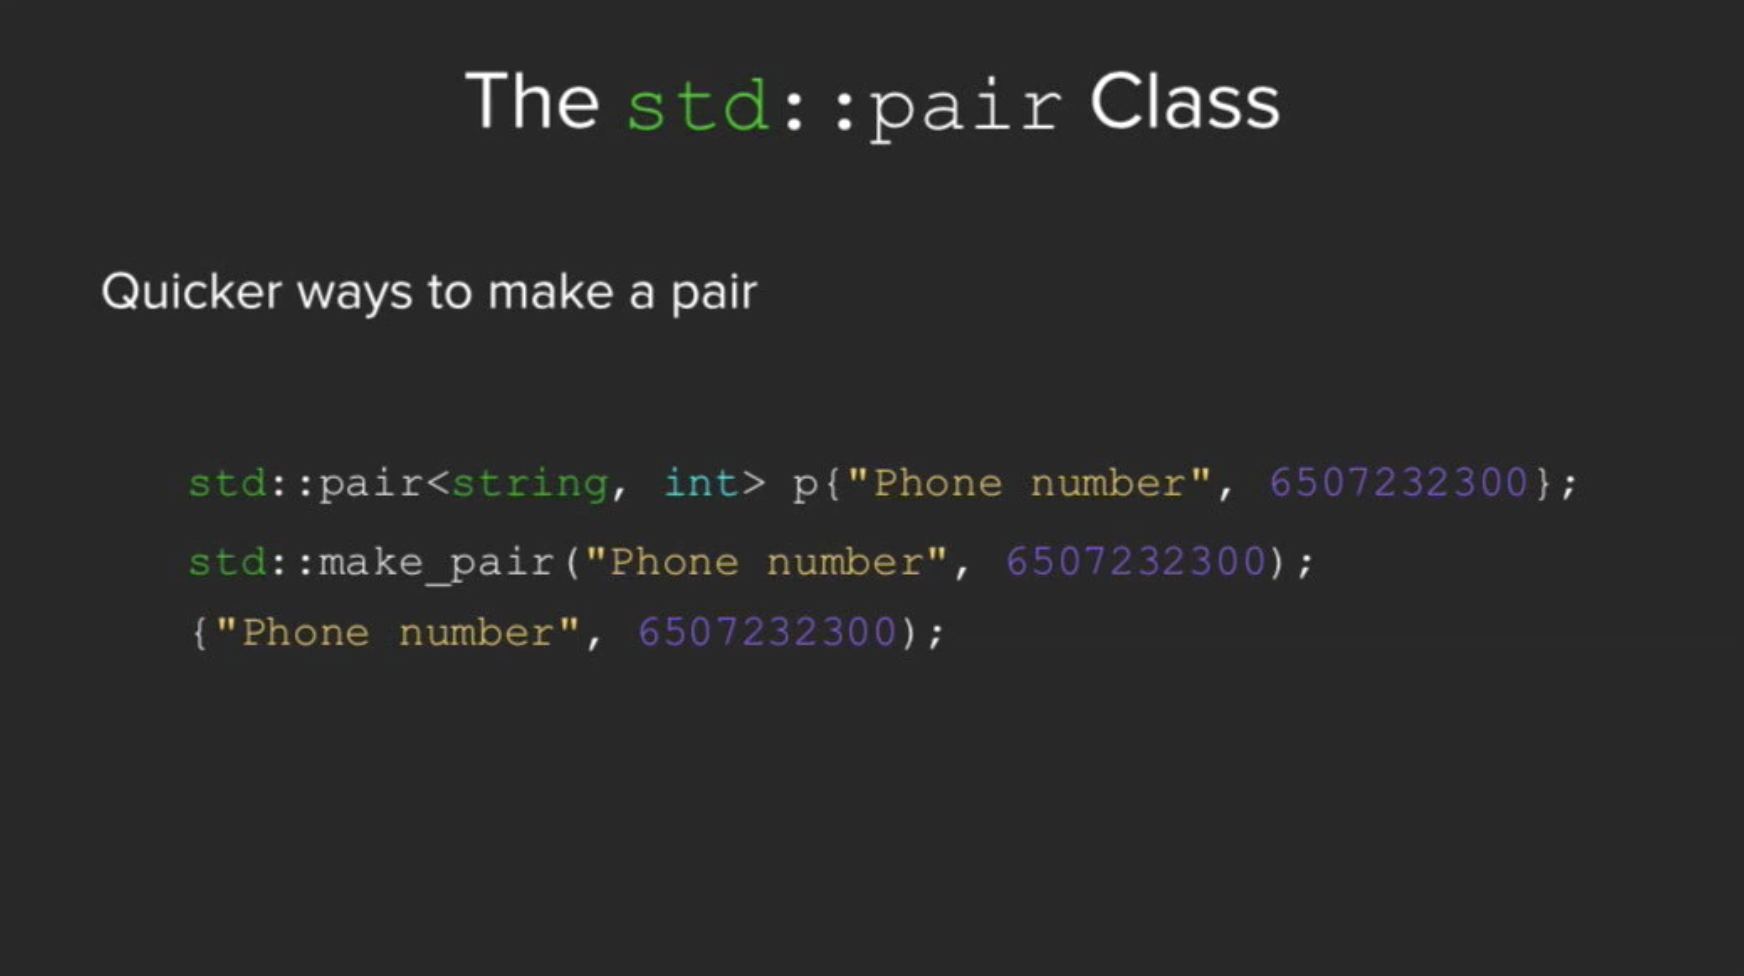 The std::pair Class
Quicker ways to make a pair
std::pair<string, int> p{"Phone number", 6507232300};
std::make_pair("Phone number", 6507232300);
{"Phone number", 6507232300);